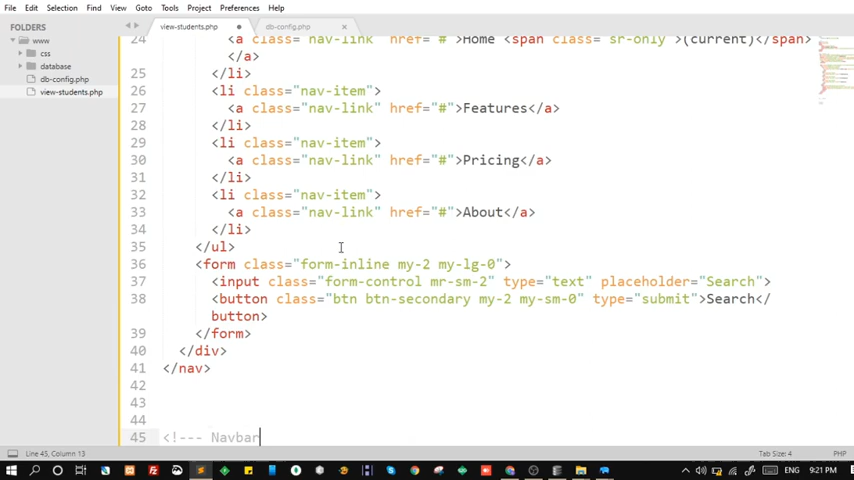 File Edit Selection Find View Goto Tools Project Preferences Help
FOLDERS
www
css
database
db-config.php
view-students.php
view-students.php
db-config.php
24 <a class="nav-link" href="#">Home <span class="sr-only">(current)</span>
</a>
25 </li>
26 <li class="nav-item">
27 <a class="nav-link" href="#">Features</a>
28 </li>
29 <li class="nav-item">
30 <a class="nav-link" href="#">Pricing</a>
31 </li>
32 <li class="nav-item">
33 <a class="nav-link" href="#">About</a>
34 </li>
35 </ul>
36 <form class="form-inline my-2 my-lg-0">
37 <input class="form-control mr-sm-2" type="text" placeholder="Search">
38 <button class="btn btn-secondary my-2 my-sm-0" type="submit">Search</
button>
39 </form>
40 </div>
41 </nav>
42
43
44
45 <!--- Navbar
Line 45, Column 13
Tab Size: 4
PHP
ENG 9:21 PM